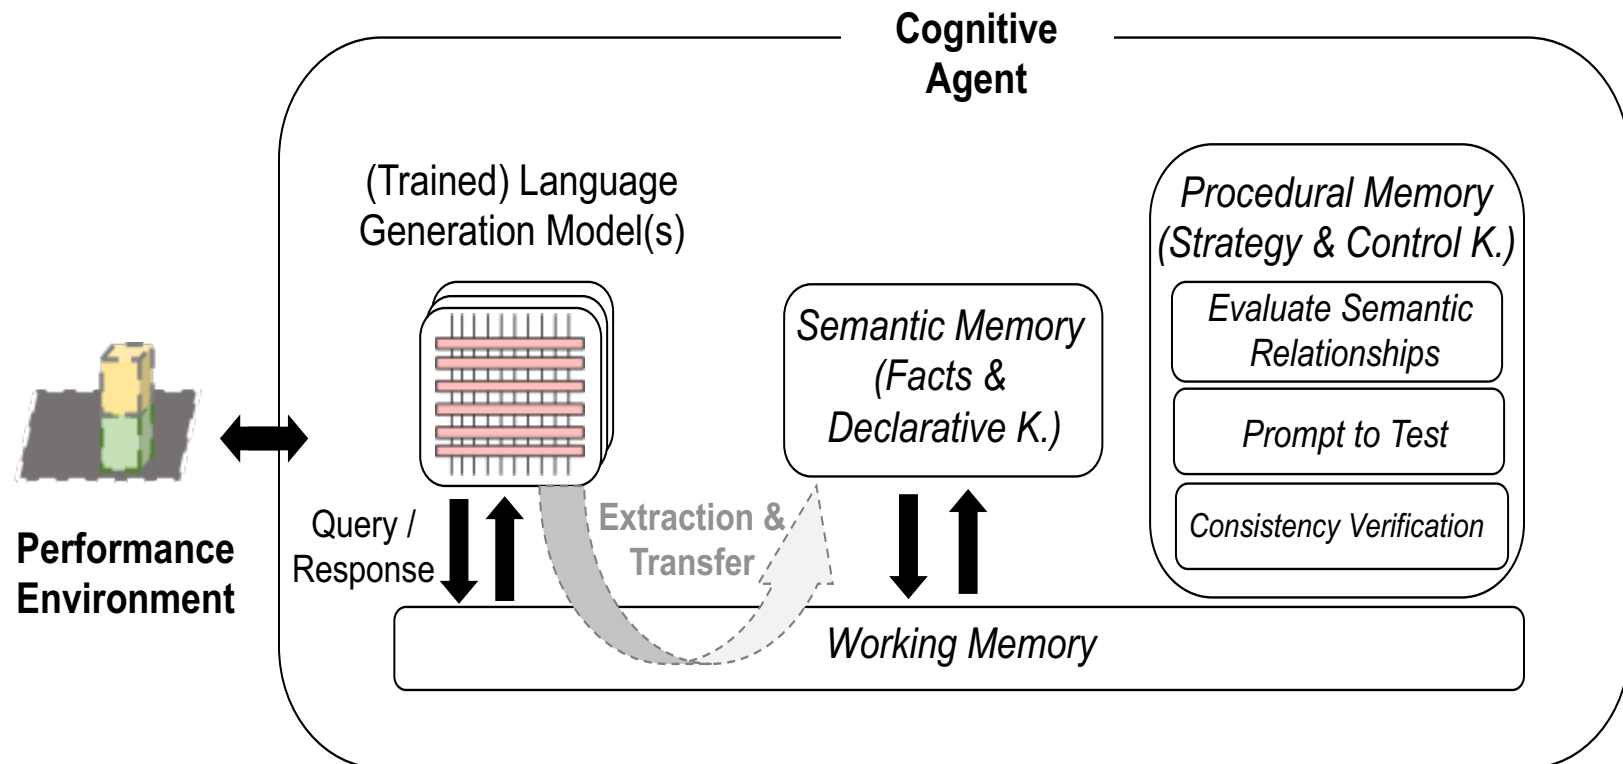 Cognitive
Agent
(Trained) Language
Generation Model(s)
Procedural Memory
(Strategy & Control K.)
Evaluate Semantic
Relationships
Prompt to Test
Consistency Verification
Semantic Memory
(Facts &
Declarative K.)
Query /
Response
Extraction &
Transfer
Performance
Environment
Working Memory